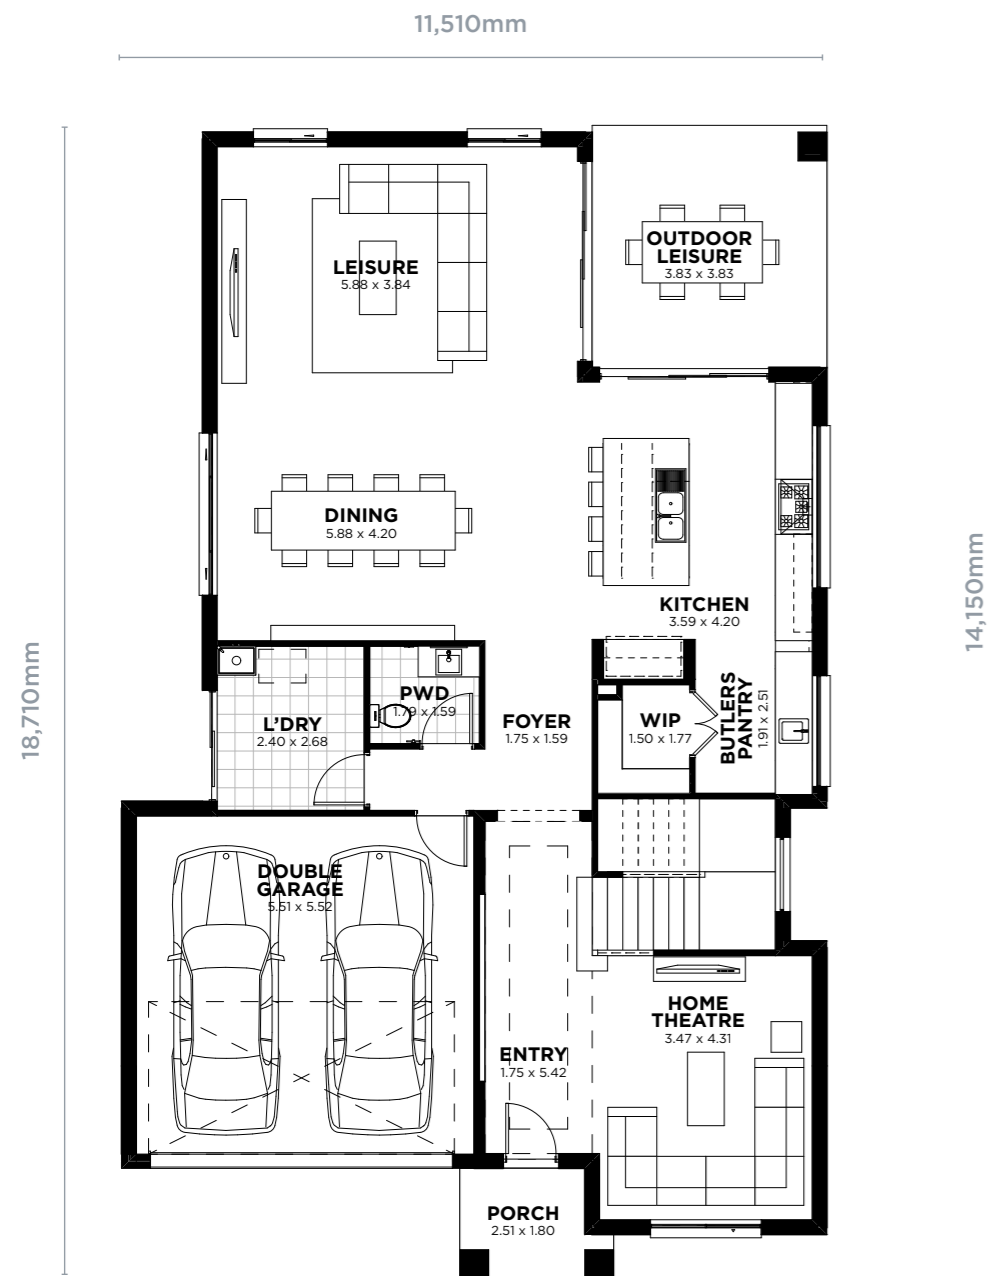 11,510mm
LEISURE
5.88 x 3.84
OUTDOOR
LEISURE
3.83 x 3.83
DINING
5.88 x 4.20
KITCHEN
3.59 x 4.20
18,710mm
14,150mm
L'DRY
2.40 x 2.68
PWD
1.79 x 1.59
FOYER
1.75 x 1.59
WIP
1.50 x 1.77
BUTLERS
PANTRY
1.91 x 2.51
DOUBLE
GARAGE
5.51 x 5.52
ENTRY
1.75 x 5.42
HOME
THEATRE
3.47 x 4.31
PORCH
2.51 x 1.80